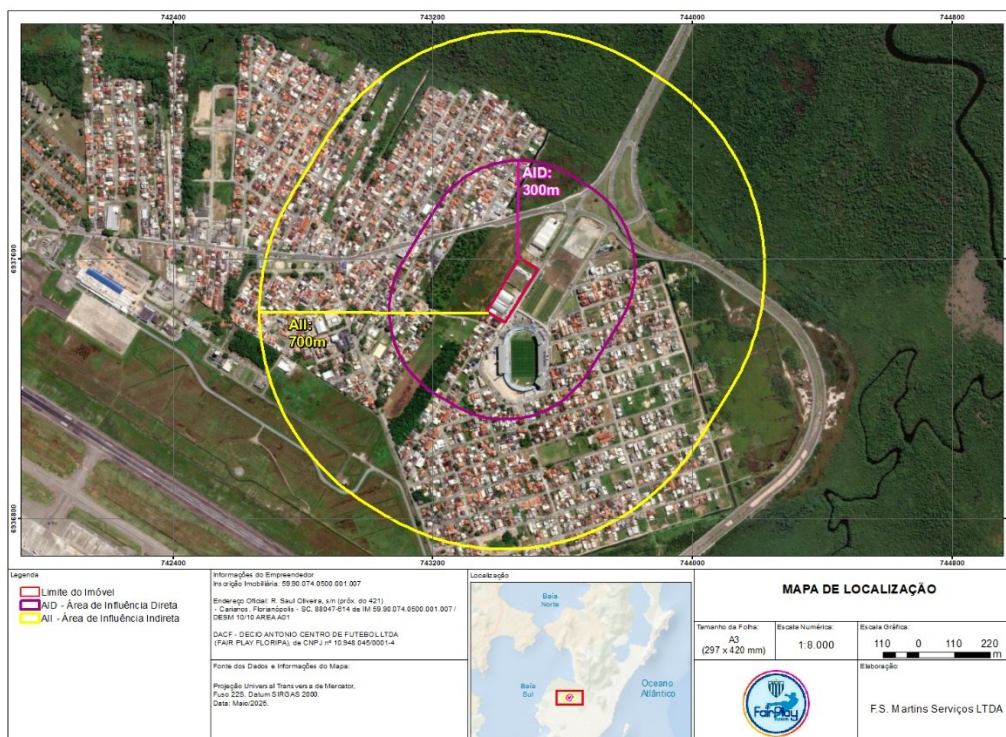 742400 743200 744000 744800
6937600
6936800
AID:
300m
AII:
700m
Legenda
Limite do Imóvel
AID - Área de Influência Direta
AII - Área de Influência Indireta
Informações do Empreendedor
Inscrição Imobiliária: 59.90.074.0500.001.007
Endereço Oficial: R. Saul Oliveira, s/n (próx. do 421)
- Carianos, Florianópolis - SC, 88047-614 de IM 59.90.074.0500.001.007 /
DESM 10/10 AREA A01
DACF - DECIO ANTONIO CENTRO DE FUTEBOL LTDA
(FAIR PLAY FLORIPA), de CNPJ nº 10.948.045/0001-4
Fonte dos Dados e Informações do Mapa:
Projeção Universal Transversa de Mercator,
Fuso 22S. Datum SIRGAS 2000.
Data: Maio/2025.
Localização
Baía
Norte
Baía
Sul
Oceano
Atlântico
MAPA DE LOCALIZAÇÃO
Tamanho da Folha:
A3
(297 x 420 mm)
Escala Numérica:
1:8.000
Escala Gráfica:
110 0 110 220
m
Elaboração:
FairPlay
F.S. Martins Serviços LTDA
742400 743200 744000 744800